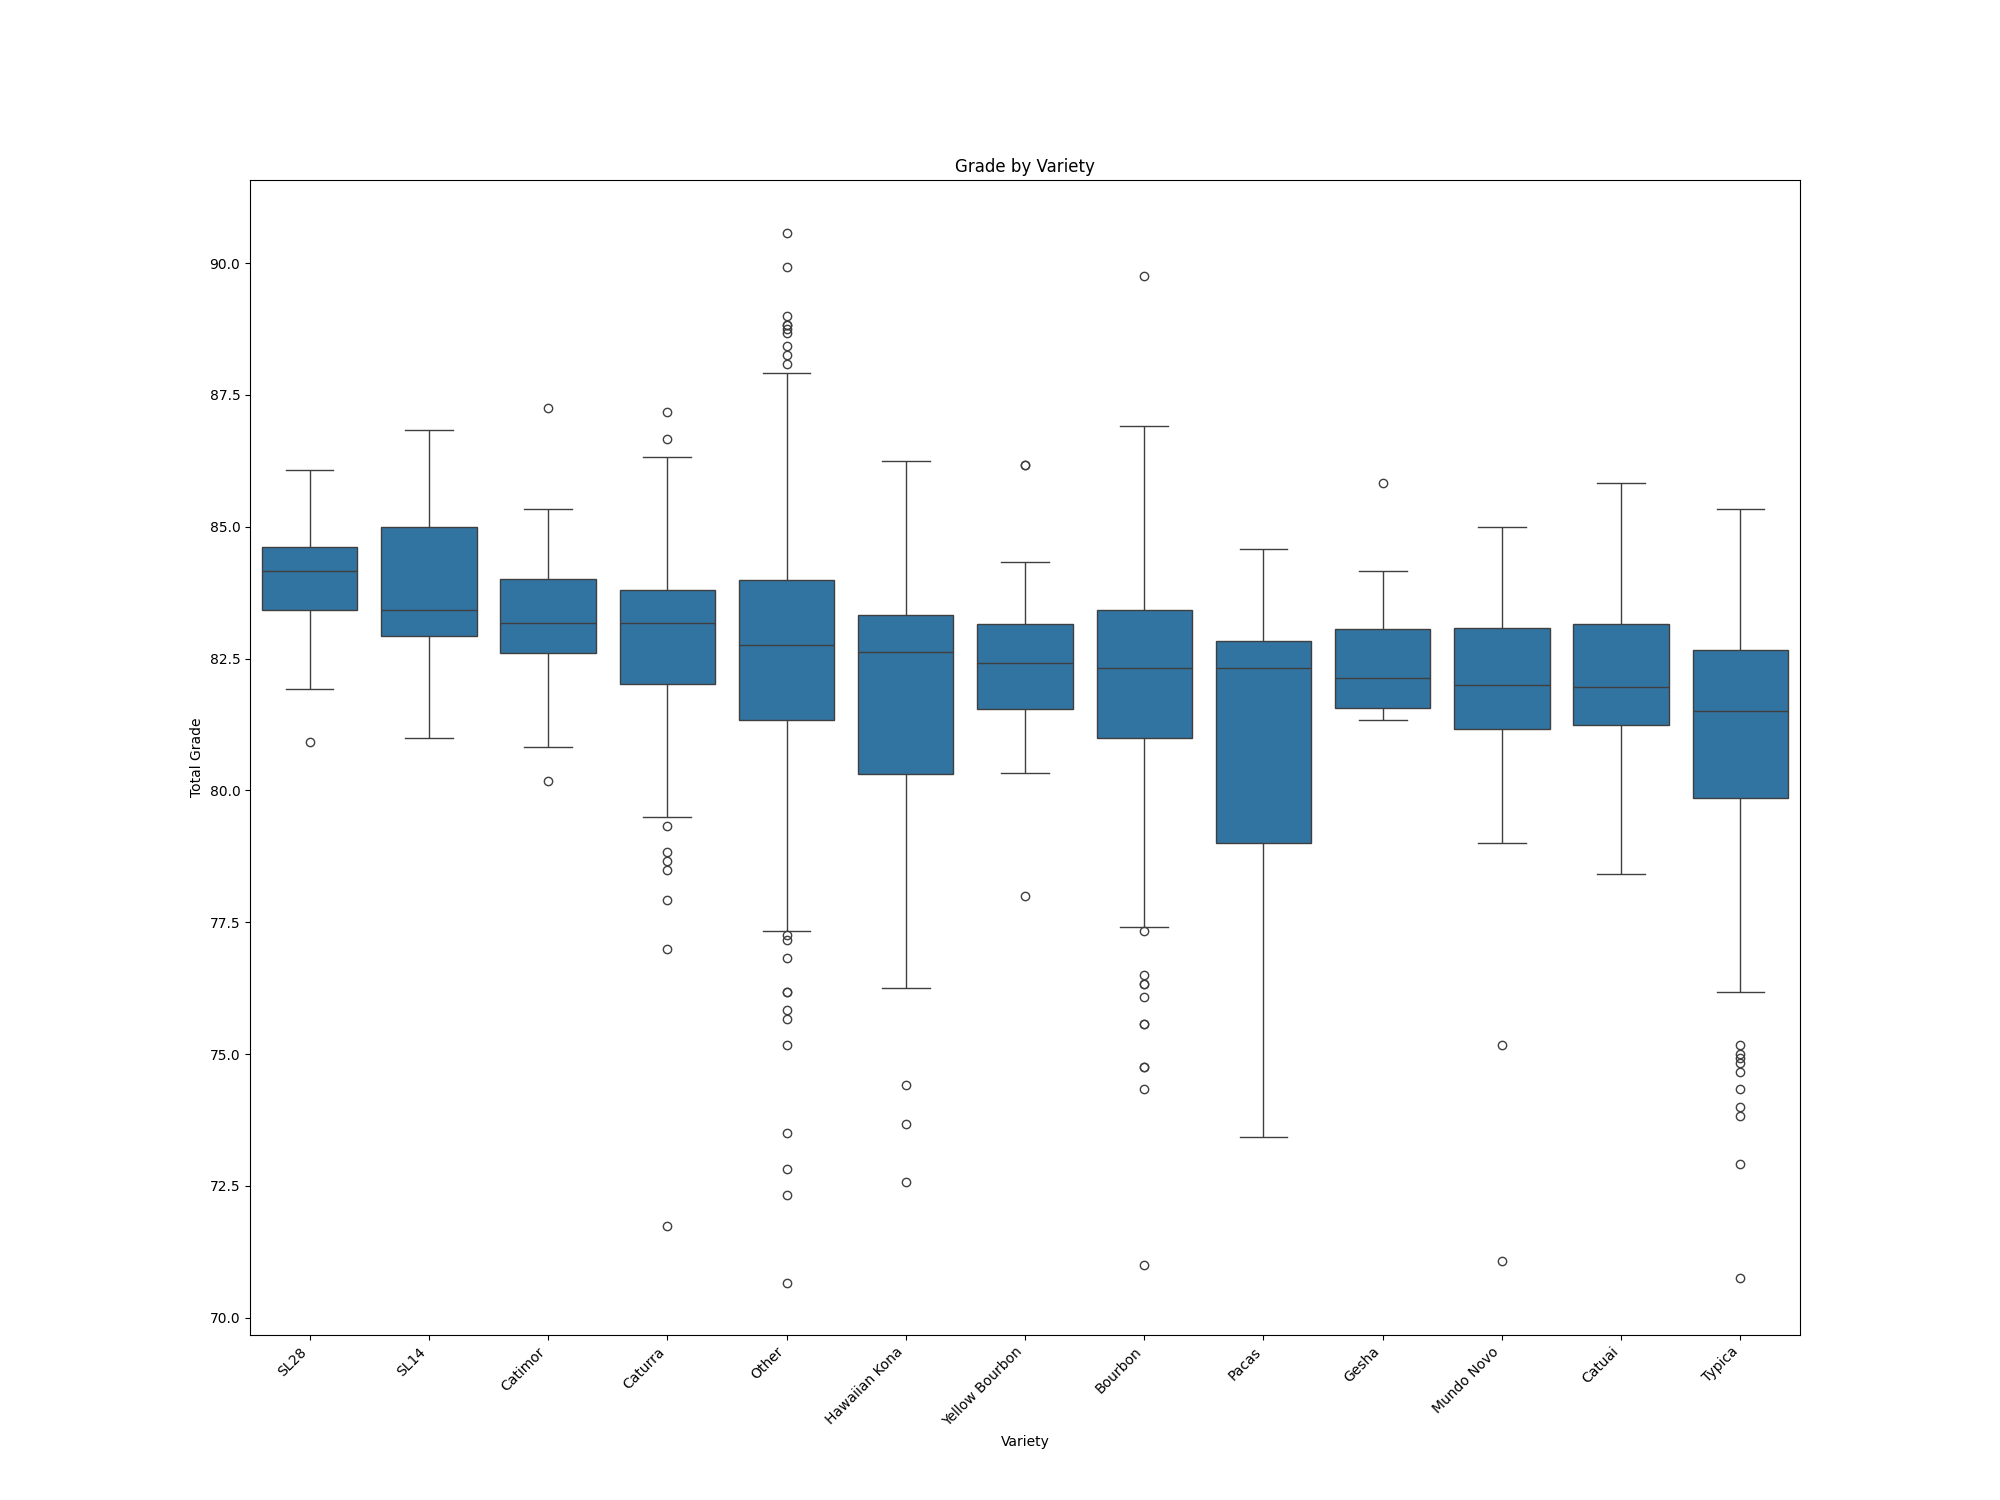 Grade by Variety
Total Grade
90.0
87.5
85.0
82.5
80.0
77.5
75.0
72.5
70.0
SL28
SL14
Catimor
Caturra
Other
Hawaiian Kona
Yellow Bourbon
Bourbon
Pacas
Gesha
Mundo Novo
Catuai
Typica
Variety